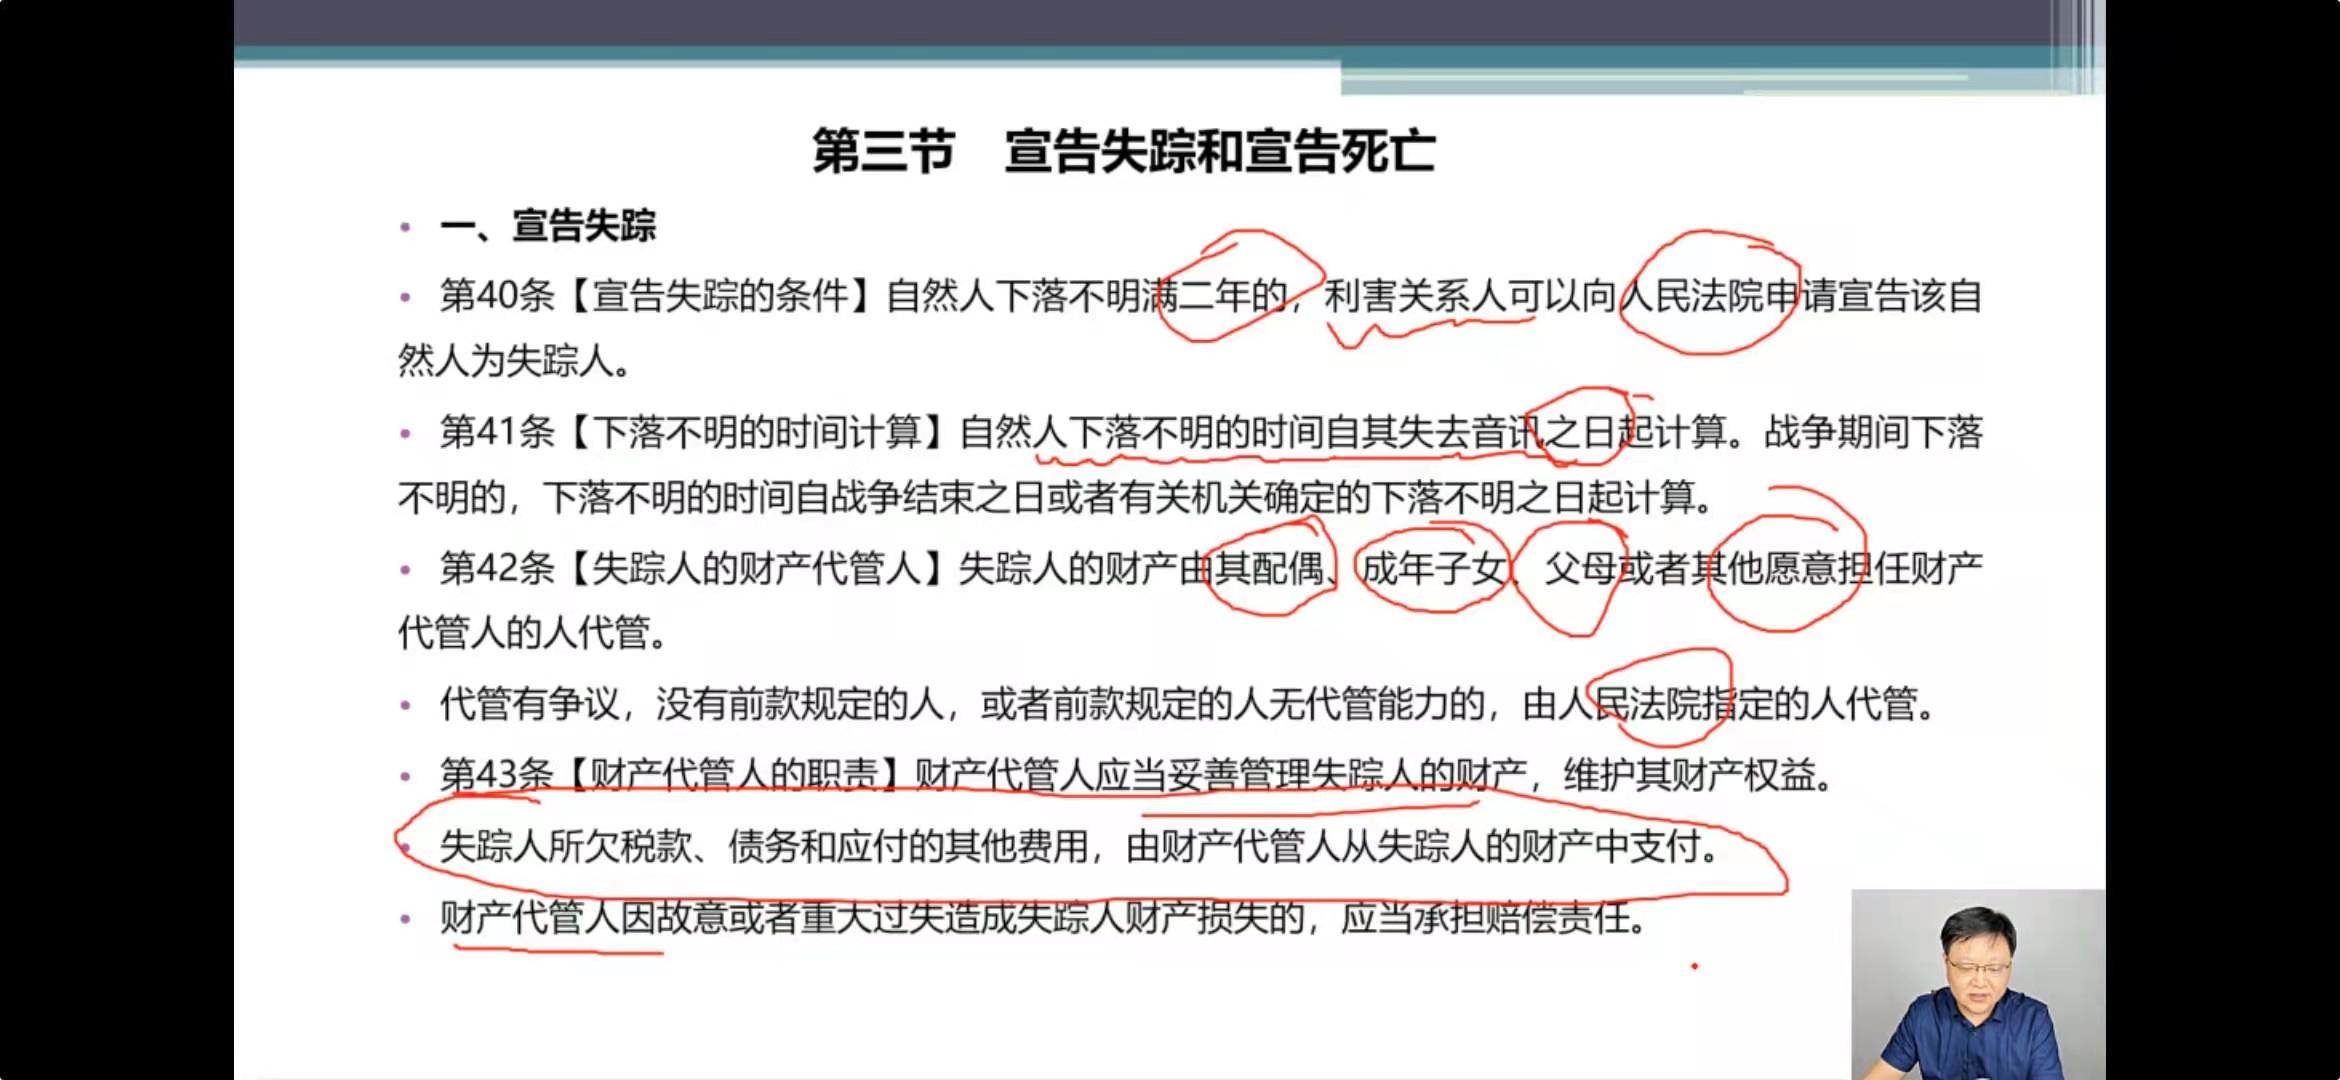 第三节 宣告失踪和宣告死亡
• 一、宣告失踪
• 第40条【宣告失踪的条件】自然人下落不明满二年的，利害关系人可以向人民法院申请宣告该自
然人为失踪人。
• 第41条【下落不明的时间计算】自然人下落不明的时间自其失去音讯之日起计算。战争期间下落
不明的，下落不明的时间自战争结束之日或者有关机关确定的下落不明之日起计算。
• 第42条【失踪人的财产代管人】失踪人的财产由其配偶、成年子女、父母或者其他愿意担任财产
代管人的人代管。
• 代管有争议，没有前款规定的人，或者前款规定的人无代管能力的，由人民法院指定的人代管。
• 第43条【财产代管人的职责】财产代管人应当妥善管理失踪人的财产，维护其财产权益。
• 失踪人所欠税款、债务和应付的其他费用，由财产代管人从失踪人的财产中支付。
• 财产代管人因故意或者重大过失造成失踪人财产损失的，应当承担赔偿责任。